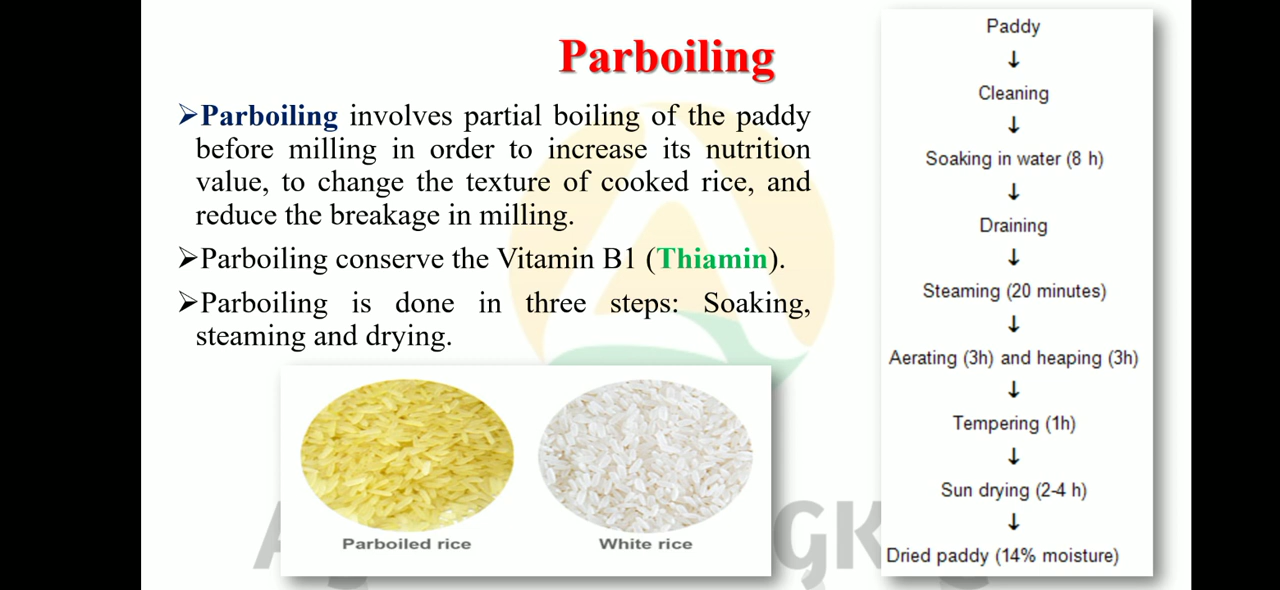 Parboiling
➢Parboiling involves partial boiling of the paddy
before milling in order to increase its nutrition
value, to change the texture of cooked rice, and
reduce the breakage in milling.
➢Parboiling conserve the Vitamin B1 (Thiamin).
➢Parboiling is done in three steps: Soaking,
steaming and drying.
Parboiled rice
White rice
Paddy
↓
Cleaning
↓
Soaking in water (8 h)
↓
Draining
↓
Steaming (20 minutes)
↓
Aerating (3h) and heaping (3h)
↓
Tempering (1h)
↓
Sun drying (2-4 h)
↓
Dried paddy (14% moisture)